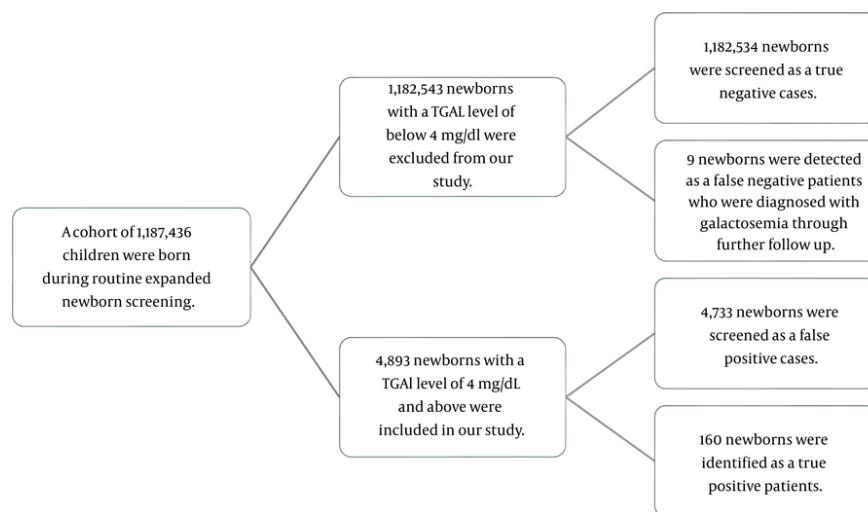 A cohort of 1,187,436
children were born
during routine expanded
newborn screening.
1,182,543 newborns
with a TGAL level of
below 4 mg/dl were
excluded from our
study.
4,893 newborns with a
TGAl level of 4 mg/dL
and above were
included in our study.
1,182,534 newborns
were screened as a true
negative cases.
9 newborns were detected
as a false negative patients
who were diagnosed with
galactosemia through
further follow up.
4,733 newborns were
screened as a false
positive cases.
160 newborns were
identified as a true
positive patients.